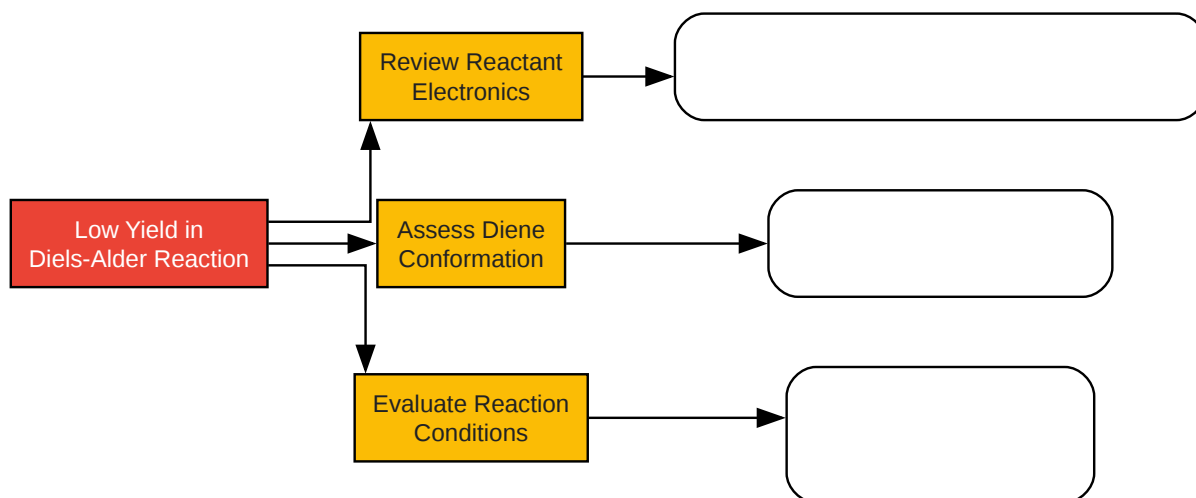 Review Reactant
Electronics
Low Yield in
Diels-Alder Reaction
Assess Diene
Conformation
Evaluate Reaction
Conditions